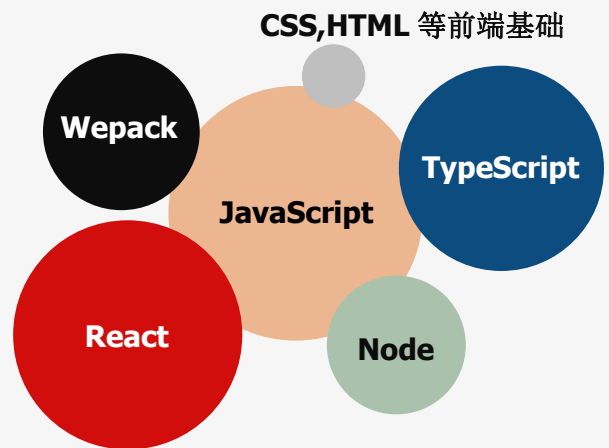 CSS,HTML 等前端基础
Wepack
TypeScript
JavaScript
React
Node